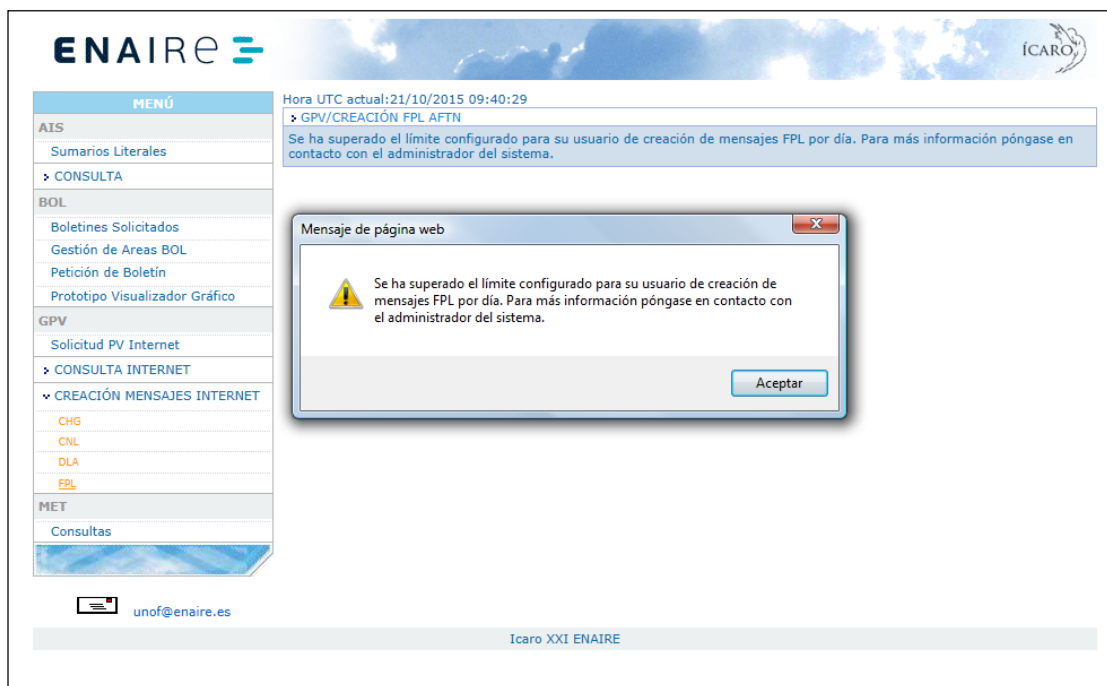 ENAIRE
ÍCARO
MENÚ
AIS
Sumarios Literales
CONSULTA
BOL
Boletines Solicitados
Gestión de Areas BOL
Petición de Boletín
Prototipo Visualizador Gráfico
GPV
Solicitud PV Internet
CONSULTA INTERNET
CREACIÓN MENSAJES INTERNET
CHG
CNL
DLA
FPL
MET
Consultas
unof@enaire.es
Hora UTC actual:21/10/2015 09:40:29
GPV/CREACIÓN FPL AFTN
Se ha superado el límite configurado para su usuario de creación de mensajes FPL por día. Para más información póngase en
contacto con el administrador del sistema.
Mensaje de página web
Se ha superado el límite configurado para su usuario de creación de
mensajes FPL por día. Para más información póngase en contacto con
el administrador del sistema.
Aceptar
Icaro XXI ENAIRE